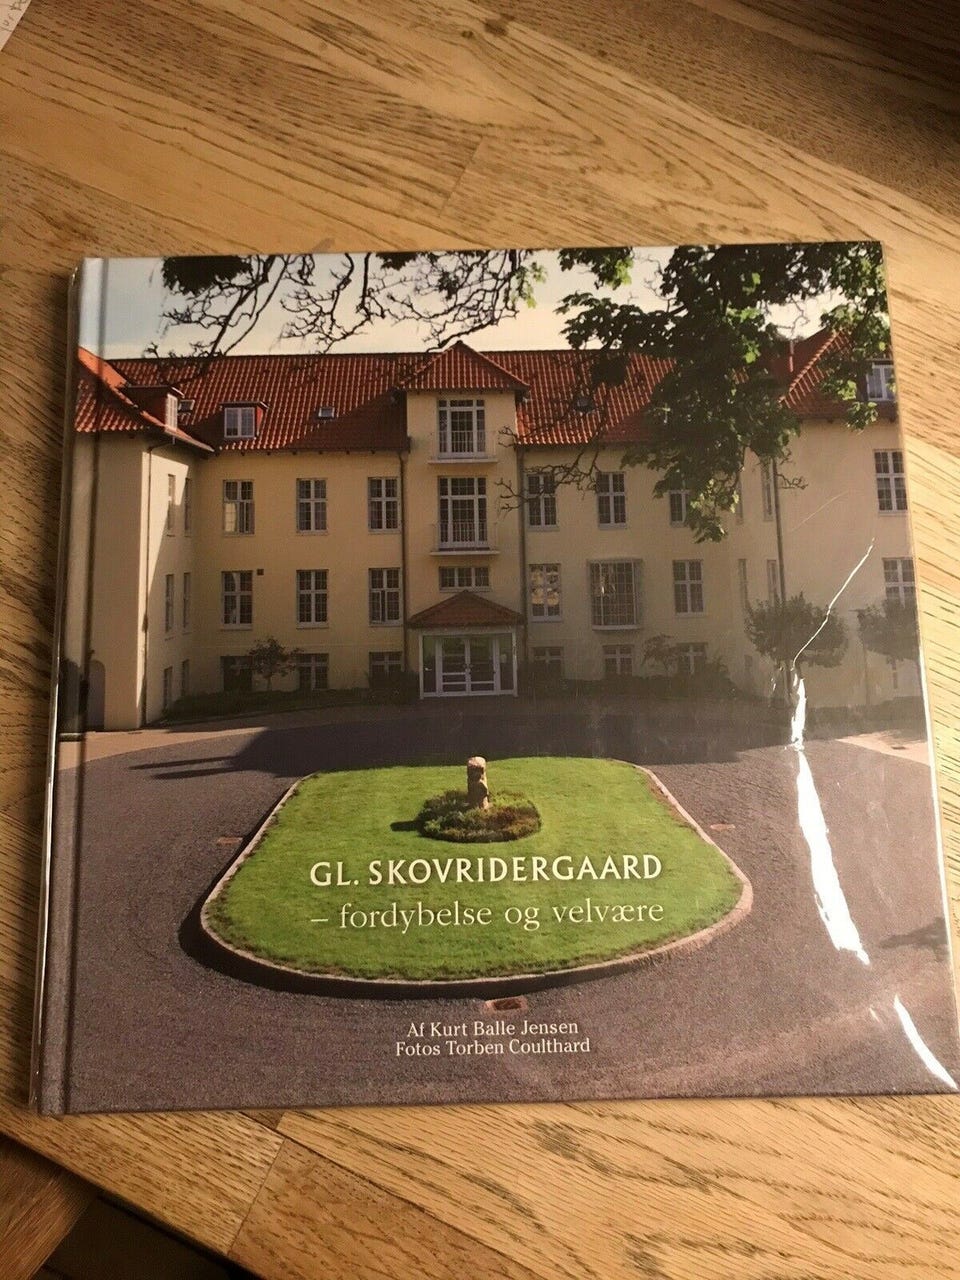 GL. SKOVRIDERGAARD
– fordybelse og velvære
Af Kurt Balle Jensen
Fotos Torben Coulthard